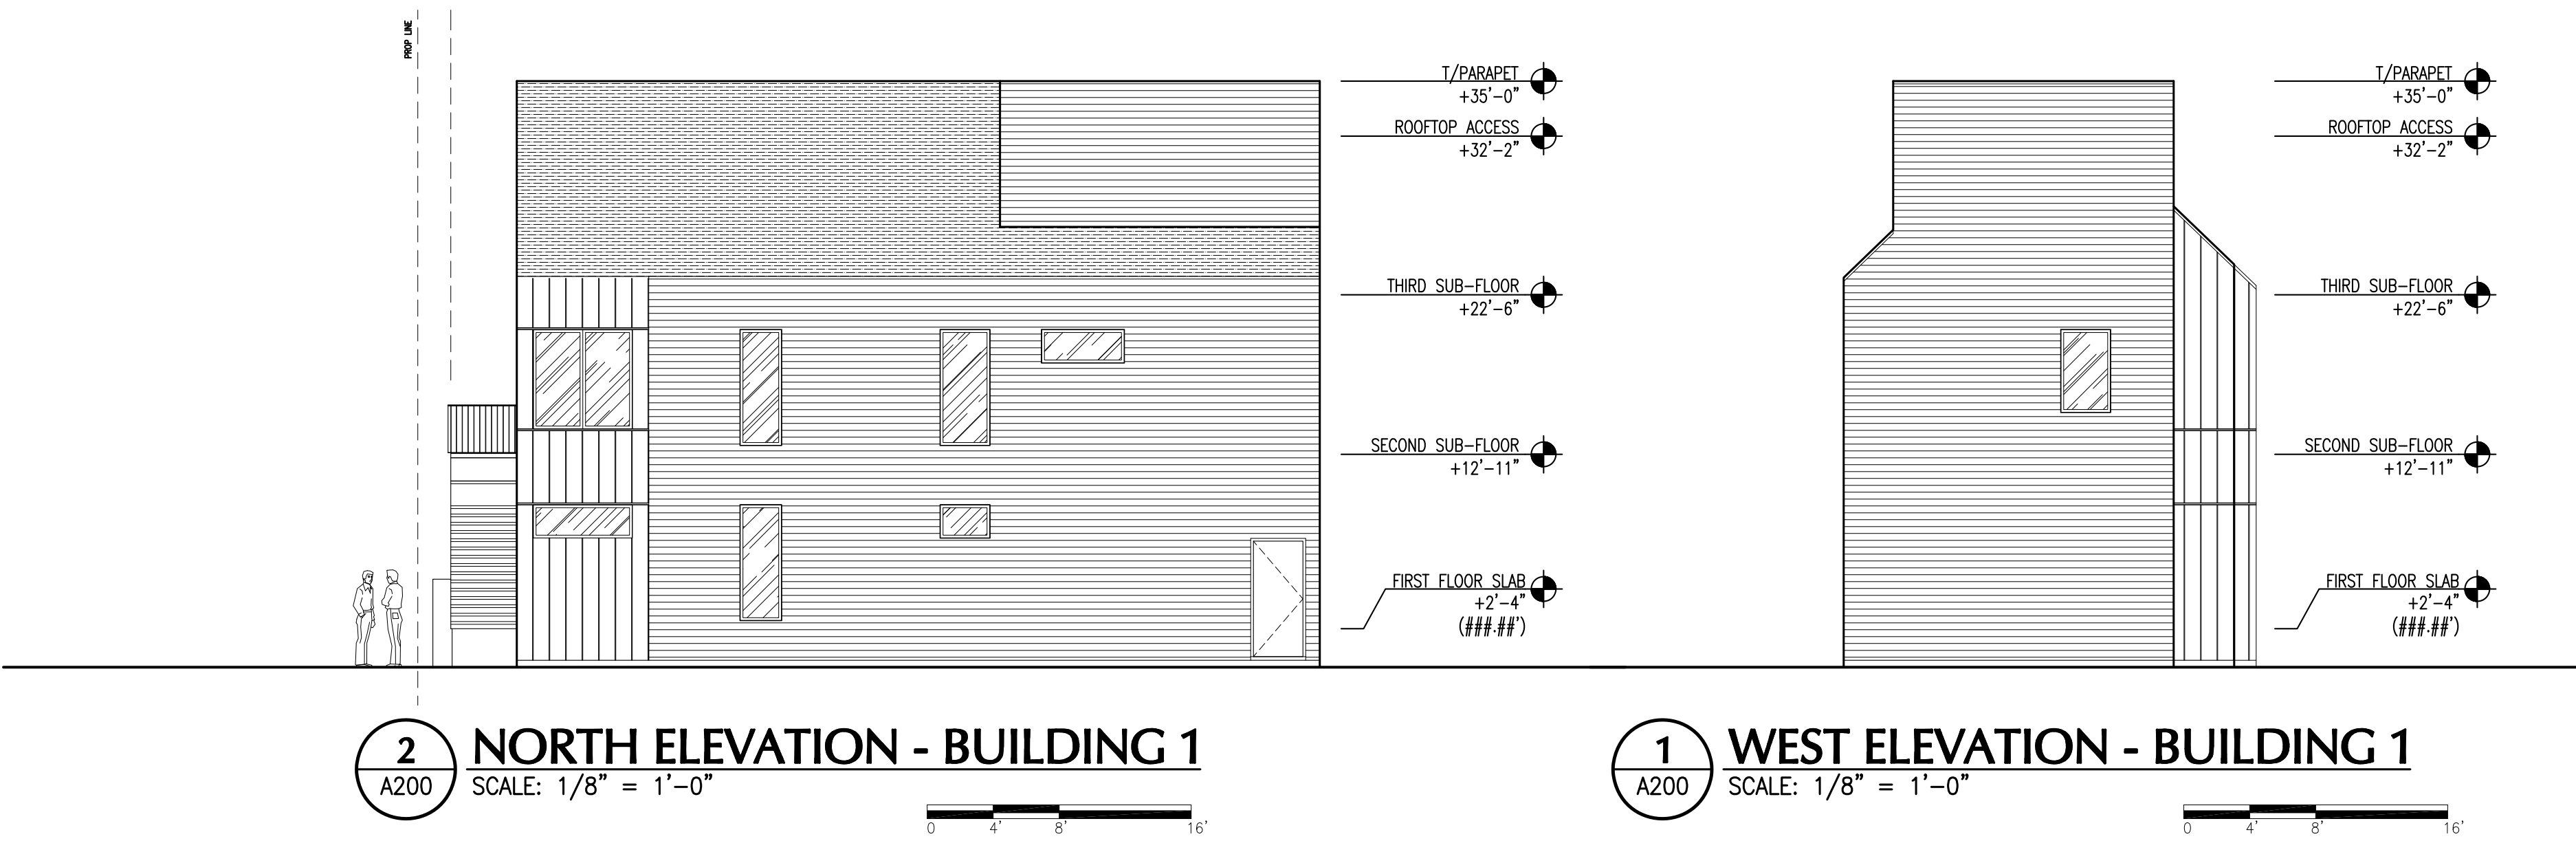 PROP LINE
T/PARAPET
+35'-0"
ROOFTOP ACCESS
+32'-2"
THIRD SUB-FLOOR
+22'-6"
SECOND SUB-FLOOR
+12'-11"
FIRST FLOOR SLAB
+2'-4"
(###.##')
2
A200
NORTH ELEVATION - BUILDING 1
SCALE: 1/8" = 1'-0"
0 4' 8' 16'
T/PARAPET
+35'-0"
ROOFTOP ACCESS
+32'-2"
THIRD SUB-FLOOR
+22'-6"
SECOND SUB-FLOOR
+12'-11"
FIRST FLOOR SLAB
+2'-4"
(###.##')
1
A200
WEST ELEVATION - BUILDING 1
SCALE: 1/8" = 1'-0"
0 4' 8' 16'